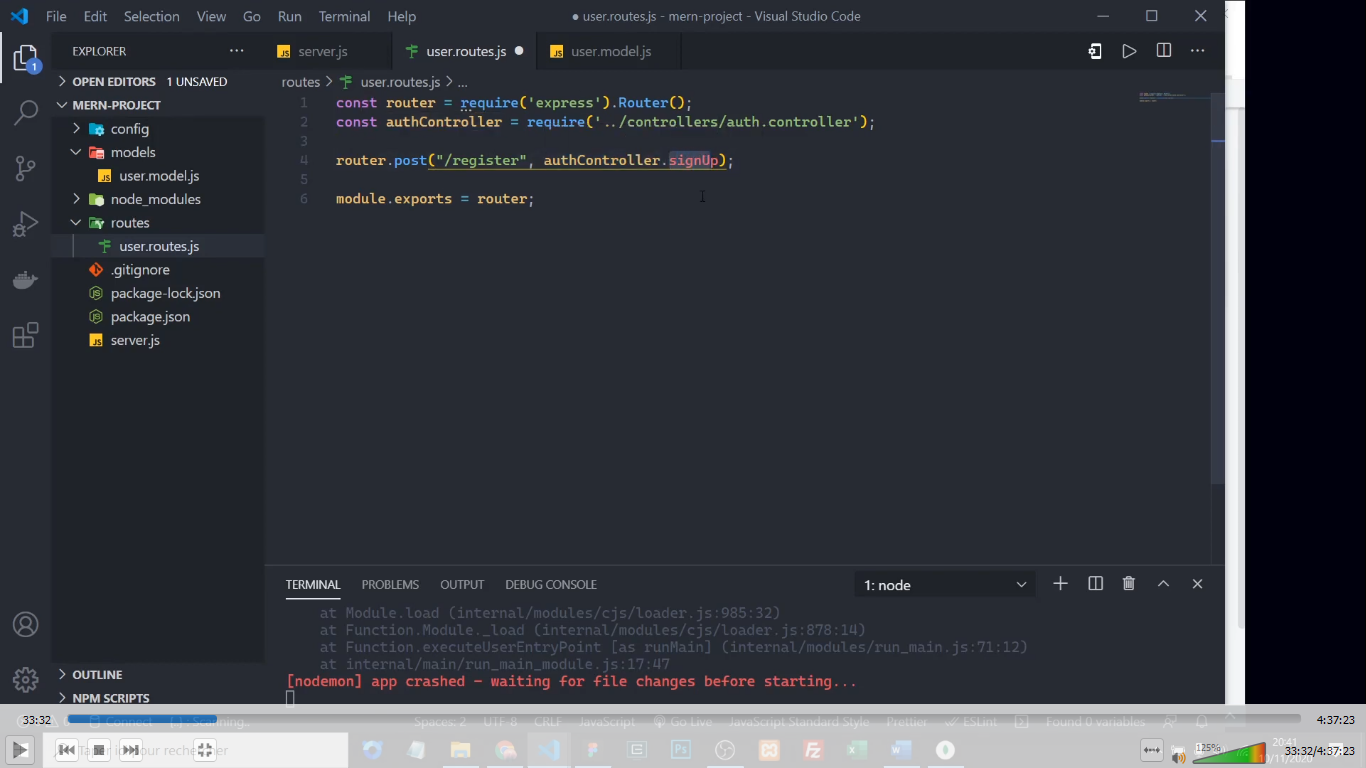 File Edit Selection View Go Run Terminal Help
● user.routes.js - mern-project - Visual Studio Code
EXPLORER
server.js
user.routes.js
user.model.js
1
OPEN EDITORS 1 UNSAVED
MERN-PROJECT
config
models
user.model.js
node_modules
routes
user.routes.js
.gitignore
package-lock.json
package.json
server.js
OUTLINE
NPM SCRIPTS
routes > user.routes.js > ...
1 const router = require('express').Router();
2 const authController = require('../controllers/auth.controller');
3
4 router.post("/register", authController.signUp);
5
6 module.exports = router;
TERMINAL PROBLEMS OUTPUT DEBUG CONSOLE
1: node
at Module.load (internal/modules/cjs/loader.js:985:32)
at Function.Module._load (internal/modules/cjs/loader.js:878:14)
at Function.executeUserEntryPoint [as runMain] (internal/modules/run_main.js:71:12)
at internal/main/run_main_module.js:17:47
[nodemon] app crashed - waiting for file changes before starting...
33:32
4:37:23
Connect
Scanning..
Spaces: 2 UTF-8 CRLF JavaScript Go Live JavaScript Standard Style Prettier ESLint Found 0 variables
125%
20:41
33:32/4:37:23